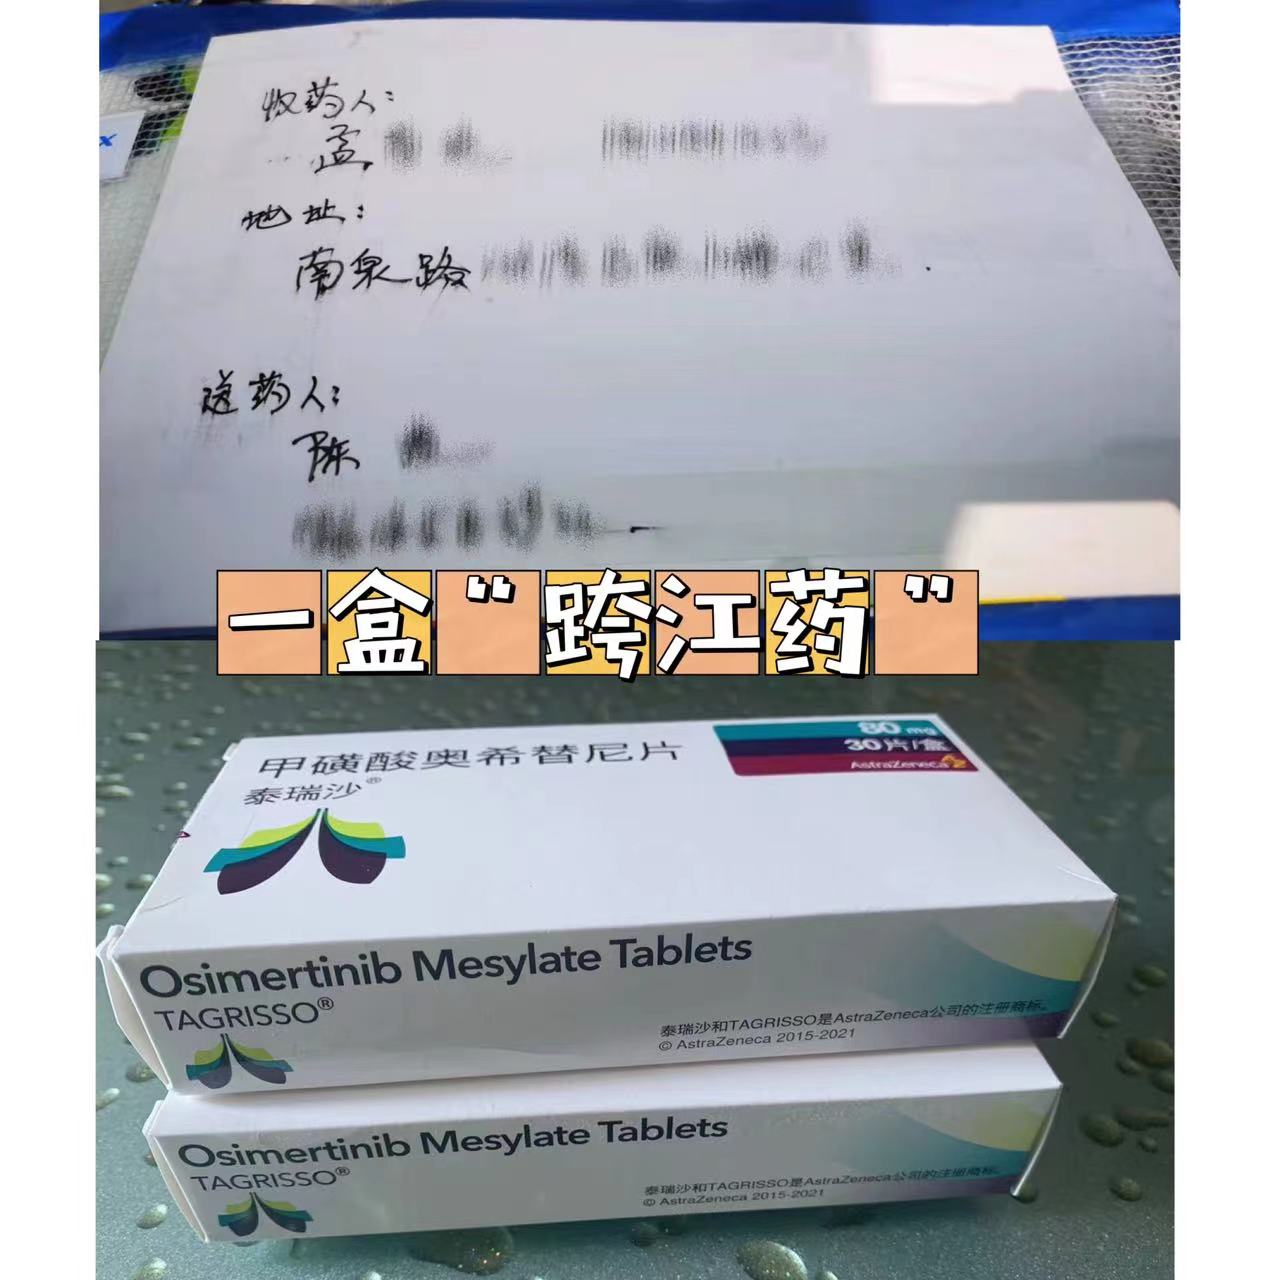 收药人：
孟
地址：
南泉路
送药人：
陈
一盒“跨江药”
80 mg
30片/盒
AstraZeneca
甲磺酸奥希替尼片
泰瑞沙®
Osimertinib Mesylate Tablets
TAGRISSO®
泰瑞沙和TAGRISSO是AstraZeneca公司的注册商标。
© AstraZeneca 2015-2021
Osimertinib Mesylate Tablets
TAGRISSO®
泰瑞沙和TAGRISSO是AstraZeneca公司的注册商标。
© AstraZeneca 2015-2021